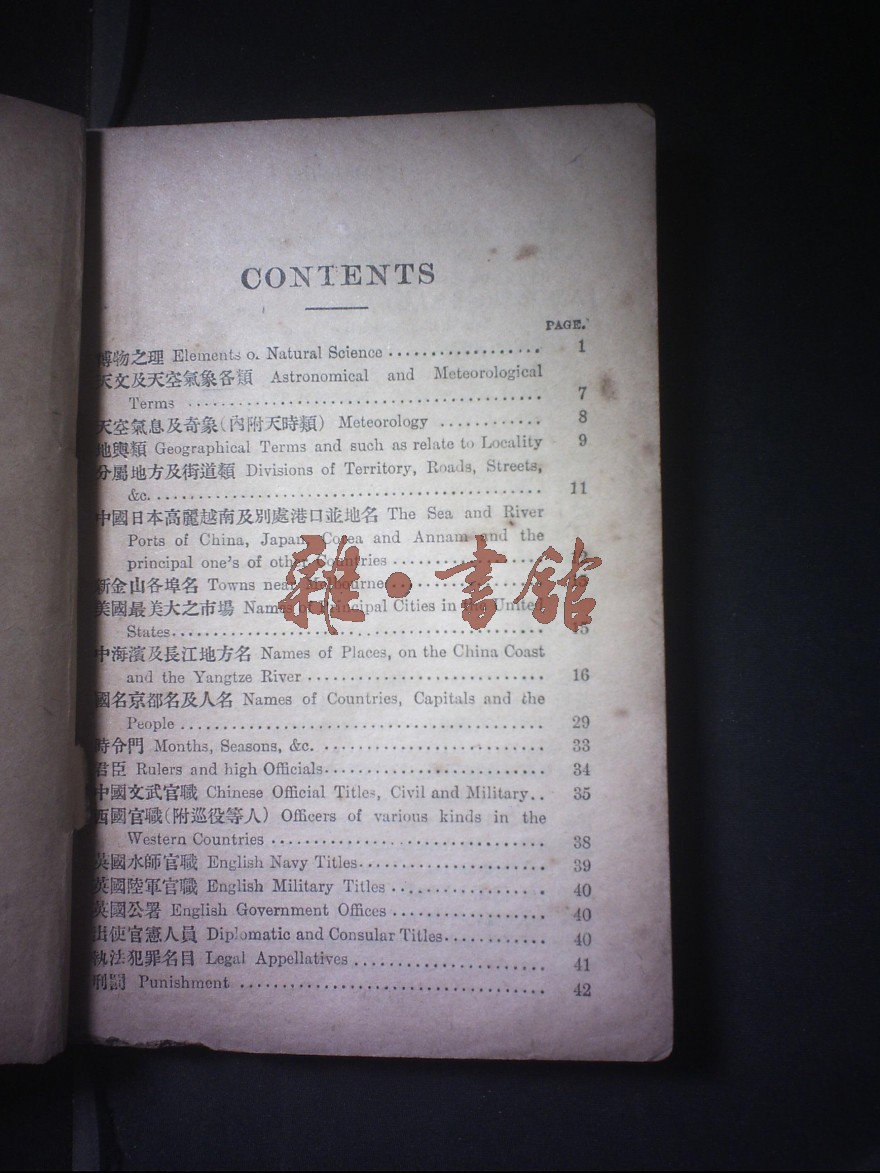 CONTENTS
PAGE.
博物之理 Elements o. Natural Science 1
天文及天空氣象各類 Astronomical and Meteorological
Terms 7
天空氣息及奇象(內附天時類) Meteorology 8
地輿類 Geographical Terms and such as relate to Locality 9
分屬地方及街道類 Divisions of Territory, Roads, Streets,
&c. 11
中國日本高麗越南及別處港口並地名 The Sea and River
Ports of China, Japan, Corea and Annam and the
principal one's of other Countries
新金山各埠名 Towns near Melbourne
美國最美大之市場 Names of Principal Cities in the United
States 15
中海濱及長江地方名 Names of Places, on the China Coast
and the Yangtze River 16
國名京都名及人名 Names of Countries, Capitals and the
People 29
時令門 Months, Seasons, &c. 33
君臣 Rulers and high Officials 34
中國文武官職 Chinese Official Titles, Civil and Military 35
西國官職(附巡役等人) Officers of various kinds in the
Western Countries 38
英國水師官職 English Navy Titles 39
英國陸軍官職 English Military Titles 40
英國公署 English Government Offices 40
出使官憲人員 Diplomatic and Consular Titles 40
執法犯罪名目 Legal Appellatives 41
刑罰 Punishment 42
雜·書館